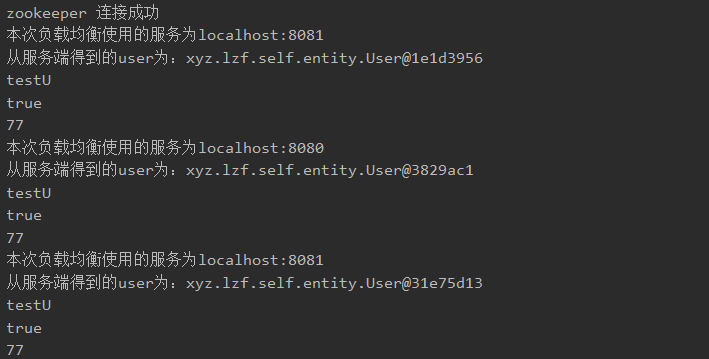 zookeeper 连接成功
本次负载均衡使用的服务为localhost:8081
从服务端得到的user为：xyz.lzf.self.entity.User@1e1d3956
testU
true
77
本次负载均衡使用的服务为localhost:8080
从服务端得到的user为：xyz.lzf.self.entity.User@3829ac1
testU
true
77
本次负载均衡使用的服务为localhost:8081
从服务端得到的user为：xyz.lzf.self.entity.User@31e75d13
testU
true
77